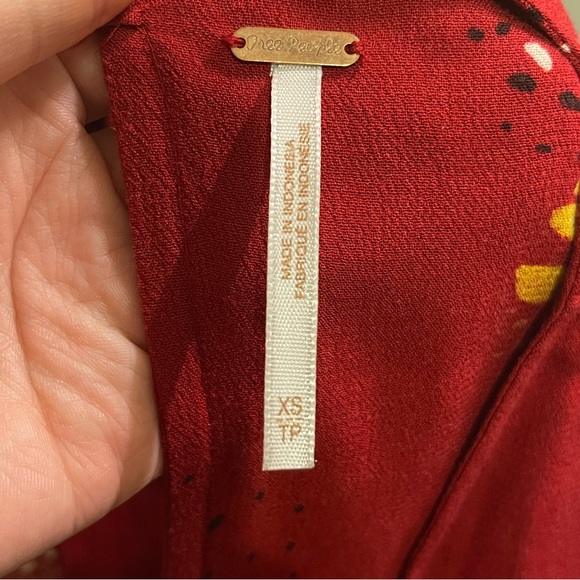 Free People
MADE IN INDONESIA
FABRIQUÉ EN INDONÉSIE
XS
TP